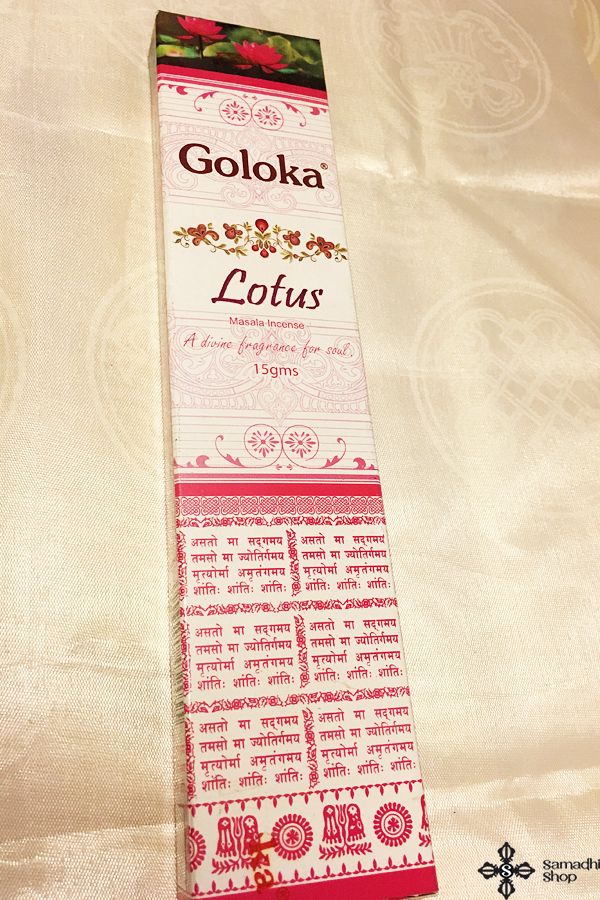 Goloka®
Lotus
Masala Incense
A divine fragrance for soul.
15gms
असतो मा सद्गमय
तमसो मा ज्योतिर्गमय
मृत्योर्मा अमृतंगमय
शांतिः शांतिः शांतिः
असतो मा सद्गमय
तमसो मा ज्योतिर्गमय
मृत्योर्मा अमृतंगमय
शांतिः शांतिः शांतिः
असतो मा सद्गमय
तमसो मा ज्योतिर्गमय
मृत्योर्मा अमृतंगमय
शांतिः शांतिः शांतिः
असतो मा सद्गमय
तमसो मा ज्योतिर्गमय
मृत्योर्मा अमृतंगमय
शांतिः शांतिः शांतिः
असतो मा सद्गमय
तमसो मा ज्योतिर्गमय
मृत्योर्मा अमृतंगमय
शांतिः शांतिः शांतिः
असतो मा सद्गमय
तमसो मा ज्योतिर्गमय
मृत्योर्मा अमृतंगमय
शांतिः शांतिः शांतिः
S
Samadhi
Shop